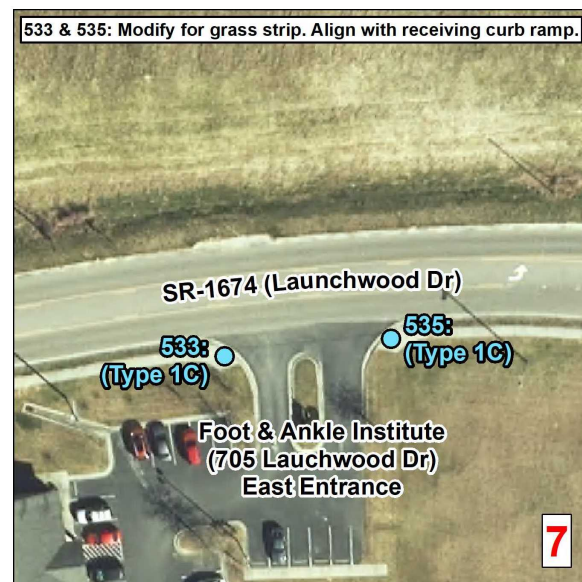 533 & 535: Modify for grass strip. Align with receiving curb ramp.
SR-1674 (Launchwood Dr)
533:
(Type 1C)
535:
(Type 1C)
Foot & Ankle Institute
(705 Lauchwood Dr)
East Entrance
7